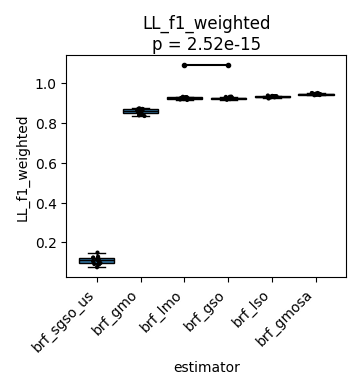 LL_f1_weighted
p = 2.52e-15
LL_f1_weighted
1.0
0.8
0.6
0.4
0.2
brf_sgso_us
brf_gmo
brf_lmo
brf_gso
brf_lso
brf_gmosa
estimator